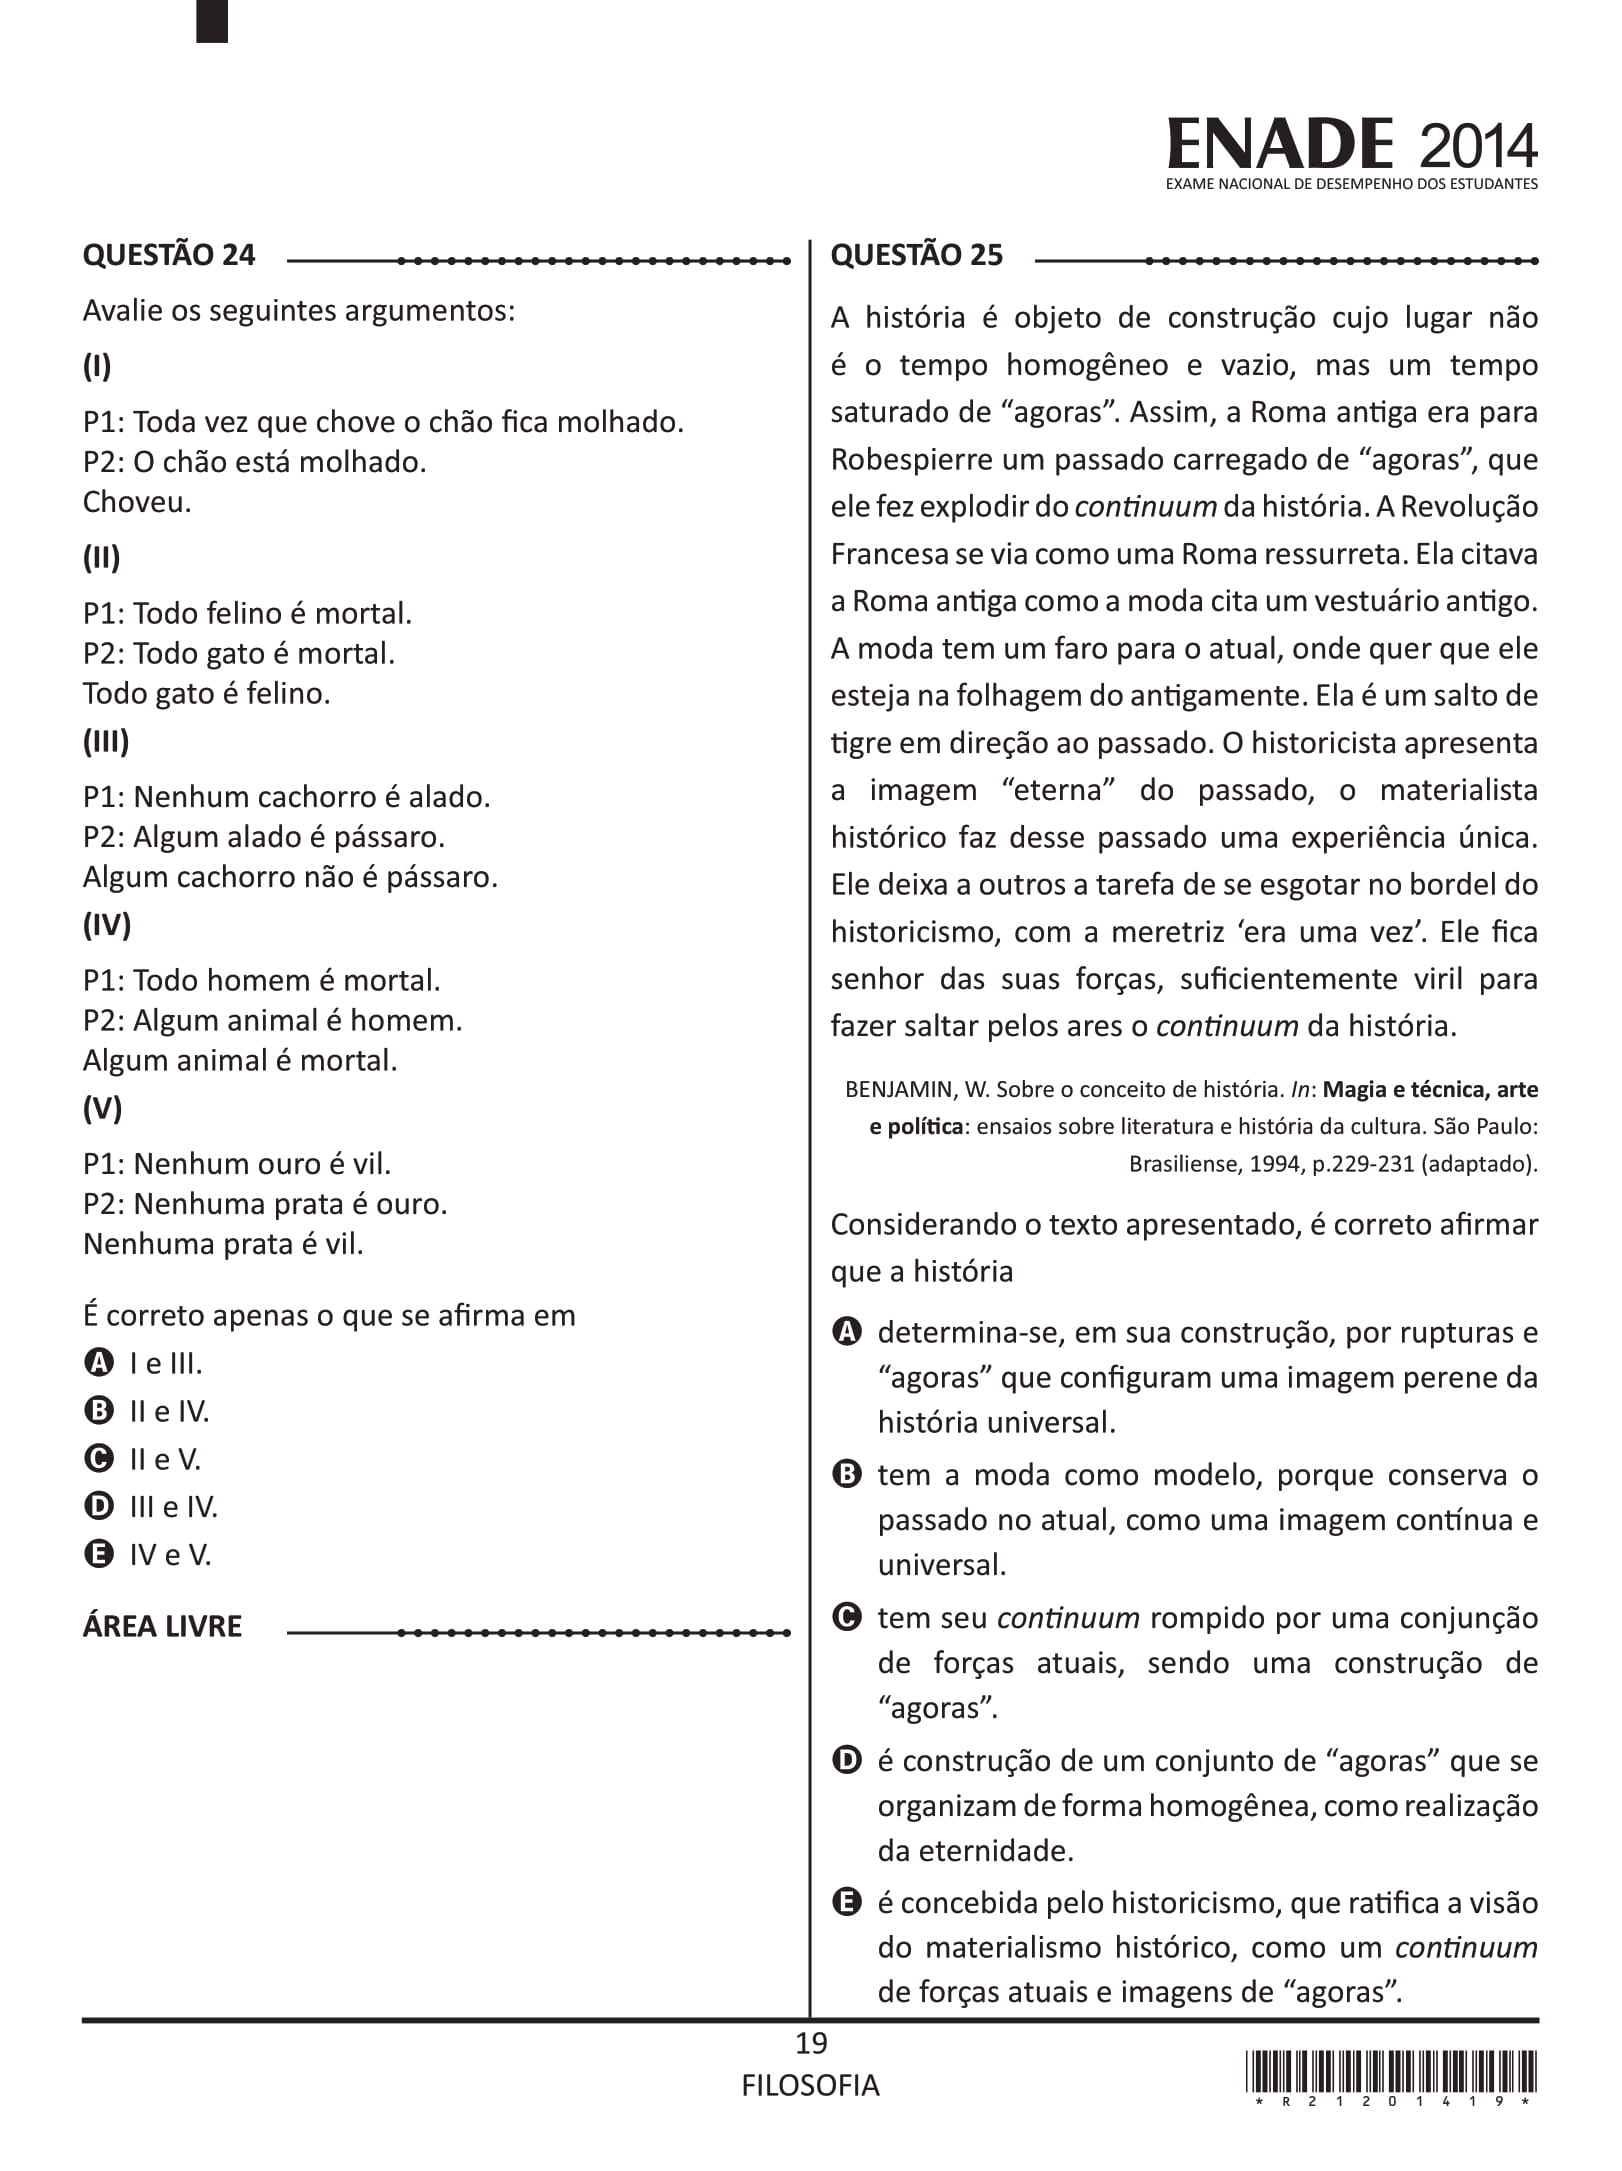 ENADE 2014
EXAME NACIONAL DE DESEMPENHO DOS ESTUDANTES
QUESTÃO 24
Avalie os seguintes argumentos:
(I)
P1: Toda vez que chove o chão fica molhado.
P2: O chão está molhado.
Choveu.
(II)
P1: Todo felino é mortal.
P2: Todo gato é mortal.
Todo gato é felino.
(III)
P1: Nenhum cachorro é alado.
P2: Algum alado é pássaro.
Algum cachorro não é pássaro.
(IV)
P1: Todo homem é mortal.
P2: Algum animal é homem.
Algum animal é mortal.
(V)
P1: Nenhum ouro é vil.
P2: Nenhuma prata é ouro.
Nenhuma prata é vil.
É correto apenas o que se afirma em
A I e III.
B II e IV.
C II e V.
D III e IV.
E IV e V.
ÁREA LIVRE
QUESTÃO 25
A história é objeto de construção cujo lugar não
é o tempo homogêneo e vazio, mas um tempo
saturado de “agoras”. Assim, a Roma antiga era para
Robespierre um passado carregado de “agoras”, que
ele fez explodir do continuum da história. A Revolução
Francesa se via como uma Roma ressurreta. Ela citava
a Roma antiga como a moda cita um vestuário antigo.
A moda tem um faro para o atual, onde quer que ele
esteja na folhagem do antigamente. Ela é um salto de
tigre em direção ao passado. O historicista apresenta
a imagem “eterna” do passado, o materialista
histórico faz desse passado uma experiência única.
Ele deixa a outros a tarefa de se esgotar no bordel do
historicismo, com a meretriz ‘era uma vez’. Ele fica
senhor das suas forças, suficientemente viril para
fazer saltar pelos ares o continuum da história.
BENJAMIN, W. Sobre o conceito de história. In: Magia e técnica, arte
e política: ensaios sobre literatura e história da cultura. São Paulo:
Brasiliense, 1994, p.229-231 (adaptado).
Considerando o texto apresentado, é correto afirmar
que a história
A determina-se, em sua construção, por rupturas e
“agoras” que configuram uma imagem perene da
história universal.
B tem a moda como modelo, porque conserva o
passado no atual, como uma imagem contínua e
universal.
C tem seu continuum rompido por uma conjunção
de forças atuais, sendo uma construção de
“agoras”.
D é construção de um conjunto de “agoras” que se
organizam de forma homogênea, como realização
da eternidade.
E é concebida pelo historicismo, que ratifica a visão
do materialismo histórico, como um continuum
de forças atuais e imagens de “agoras”.
19
FILOSOFIA
*R21201419*